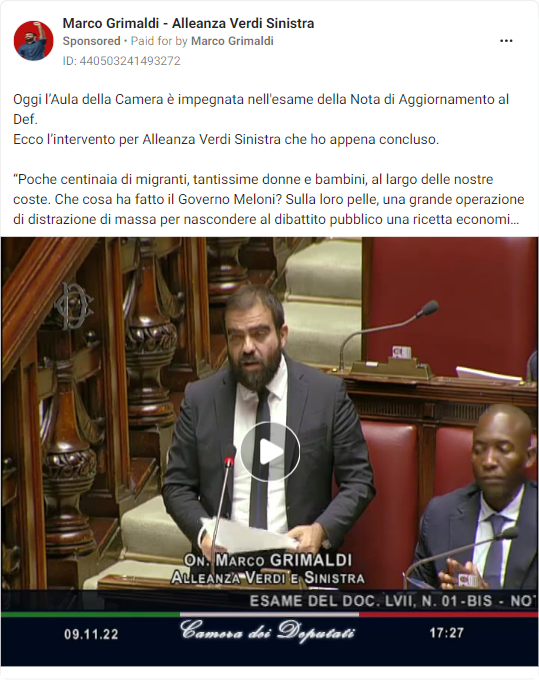 Marco Grimaldi - Alleanza Verdi Sinistra
Sponsored • Paid for by Marco Grimaldi
ID: 440503241493272
Oggi l’Aula della Camera è impegnata nell'esame della Nota di Aggiornamento al
Def.
Ecco l’intervento per Alleanza Verdi Sinistra che ho appena concluso.
“Poche centinaia di migranti, tantissime donne e bambini, al largo delle nostre
coste. Che cosa ha fatto il Governo Meloni? Sulla loro pelle, una grande operazione
di distrazione di massa per nascondere al dibattito pubblico una ricetta economi...
ON. MARCO GRIMALDI
ALLEANZA VERDI E SINISTRA
ESAME DEL DOC. LVII, N. 01-BIS - NOT
09.11.22 Camera dei Deputati 17:27